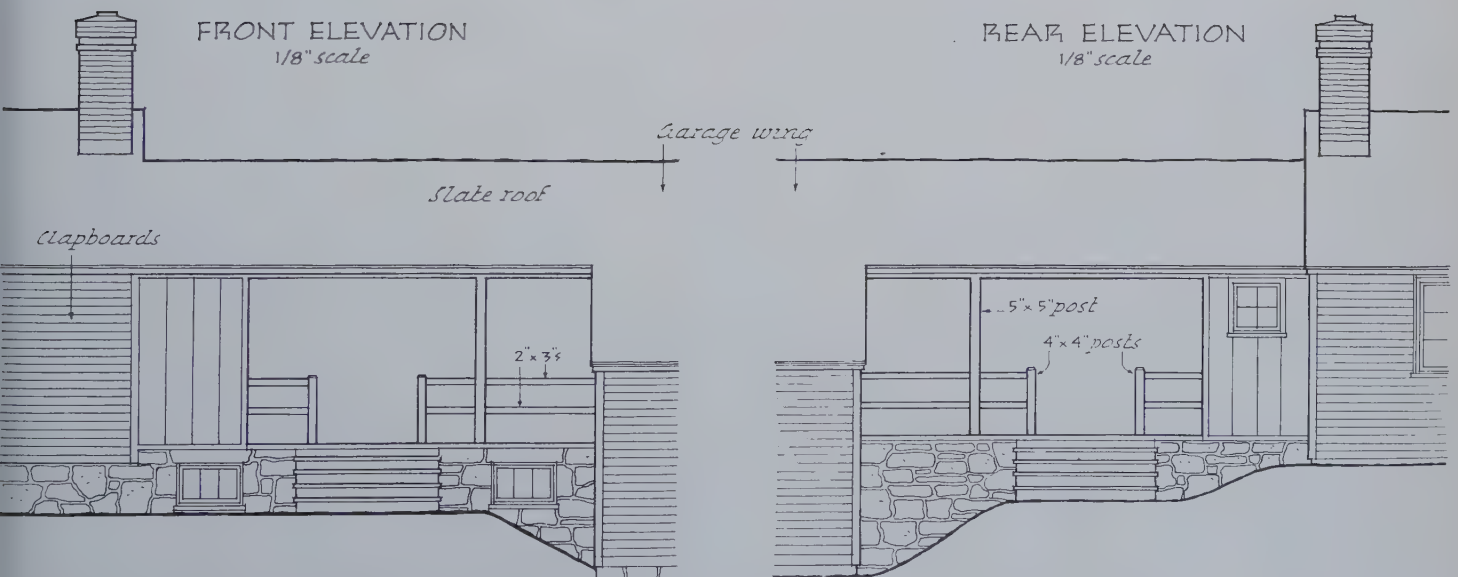 FRONT ELEVATION
1/8" scale
REAR ELEVATION
1/8" scale
Garage wing
Slate roof
Clapboards
2" x 3's
5" x 5" post
4" x 4" posts